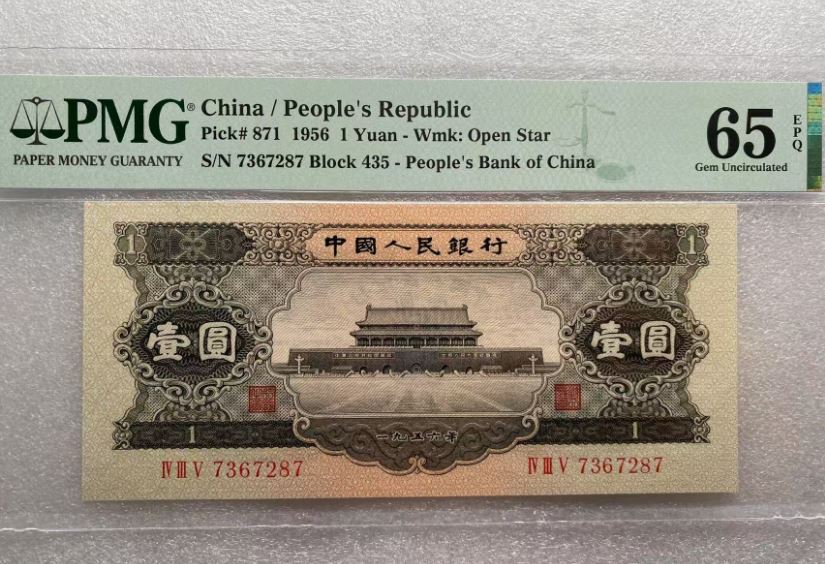 PMG®
PAPER MONEY GUARANTY
China / People's Republic
Pick# 871 1956 1 Yuan - Wmk: Open Star
S/N 7367287 Block 435 - People's Bank of China
65
EPQ
Gem Uncirculated
中國人民銀行
1
1
壹圓
壹圓
1
1
一九五六年
Ⅳ Ⅲ Ⅴ 7367287
Ⅳ Ⅲ Ⅴ 7367287